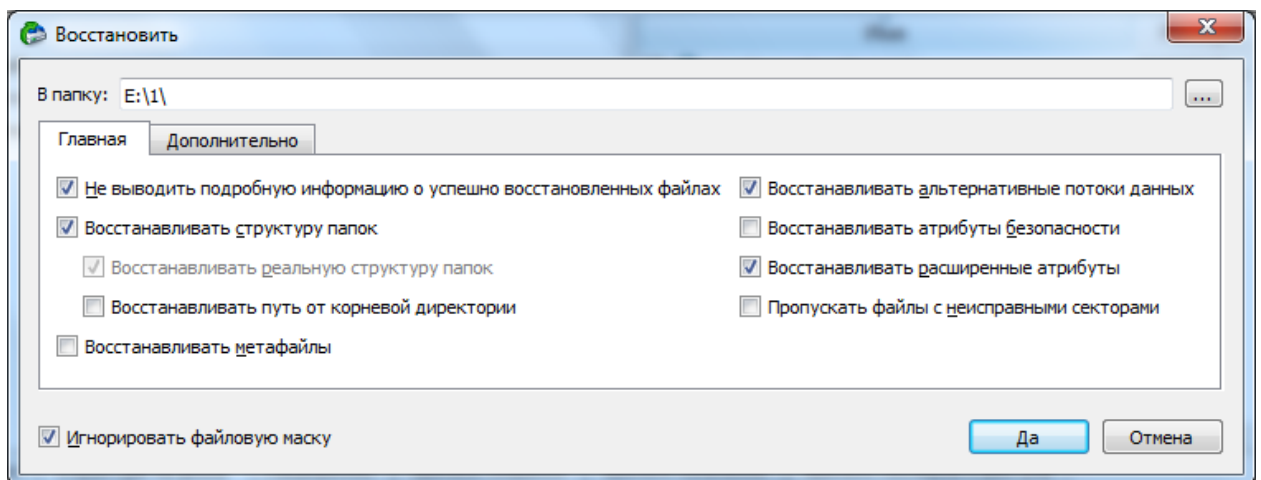 Восстановить
В папку: E:\1\ ...
Главная Дополнительно
Не выводить подробную информацию о успешно восстановленных файлах
Восстанавливать альтернативные потоки данных
Восстанавливать структуру папок
Восстанавливать атрибуты безопасности
Восстанавливать реальную структуру папок
Восстанавливать расширенные атрибуты
Восстанавливать путь от корневой директории
Пропускать файлы с неисправными секторами
Восстанавливать метафайлы
Игнорировать файловую маску
Да Отмена